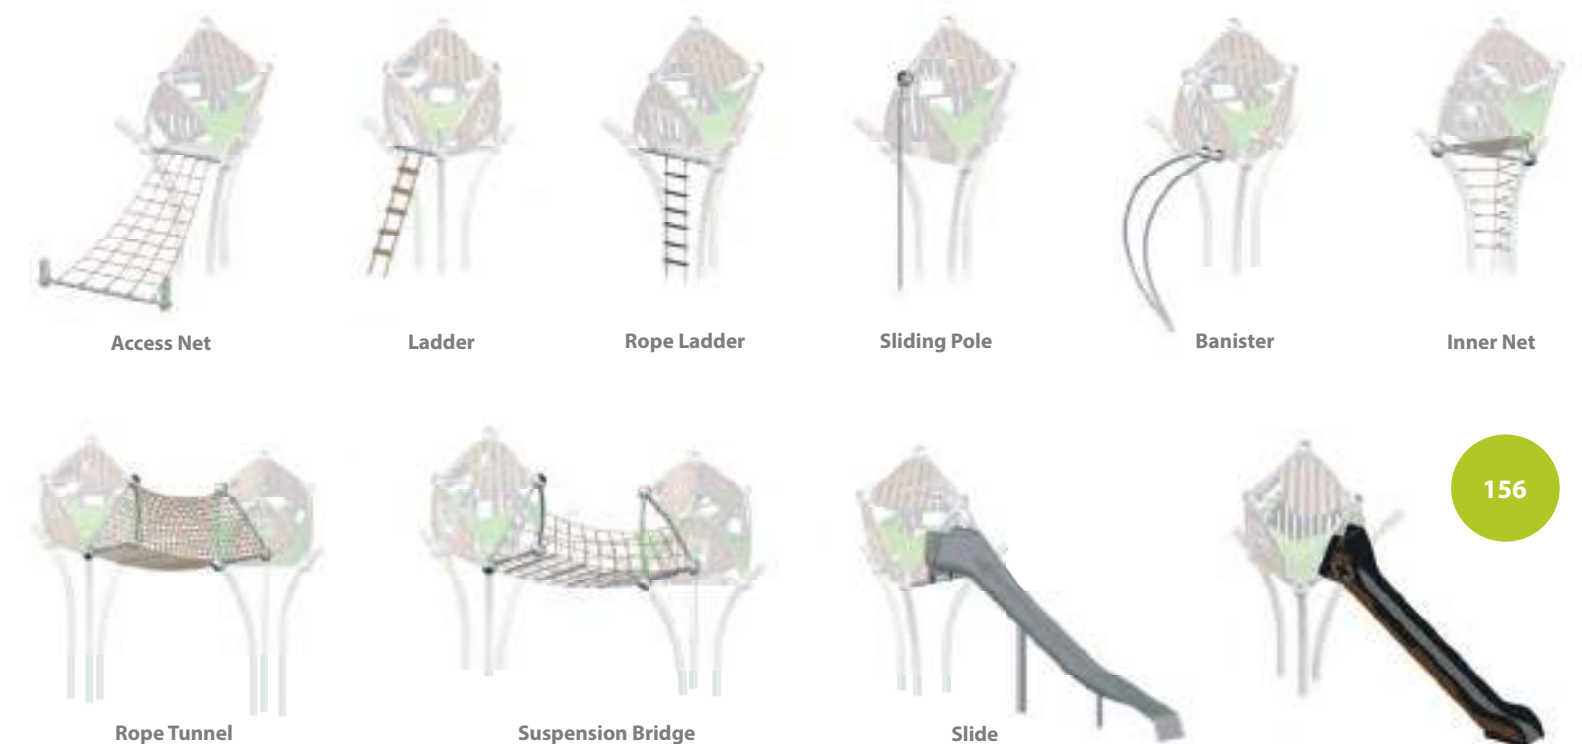 Access Net
Ladder
Rope Ladder
Sliding Pole
Banister
Inner Net
156
Rope Tunnel
Suspension Bridge
Slide